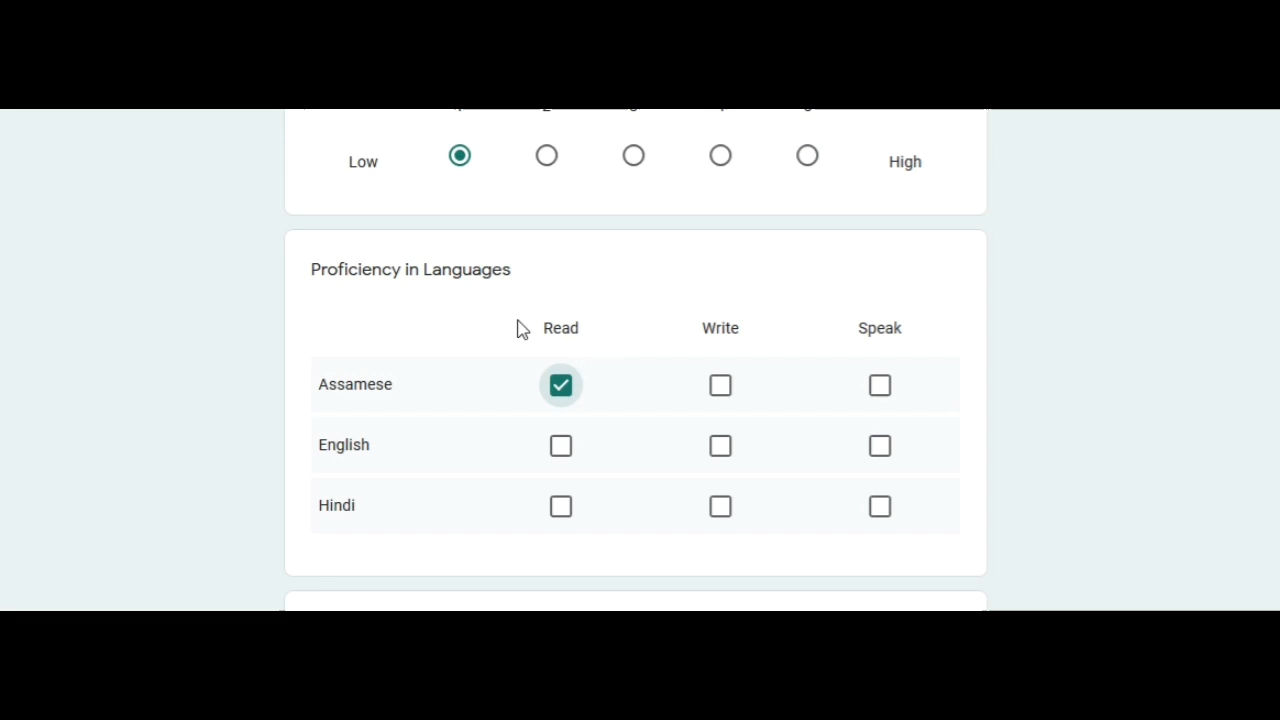 Low High
Proficiency in Languages
Read Write Speak
Assamese
English
Hindi